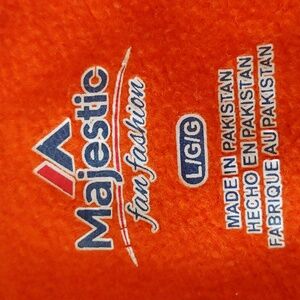 Majestic
fan fashion
L/G/G
MADE IN PAKISTAN
HECHO EN PAKISTAN
FABRIQUE AU PAKISTAN